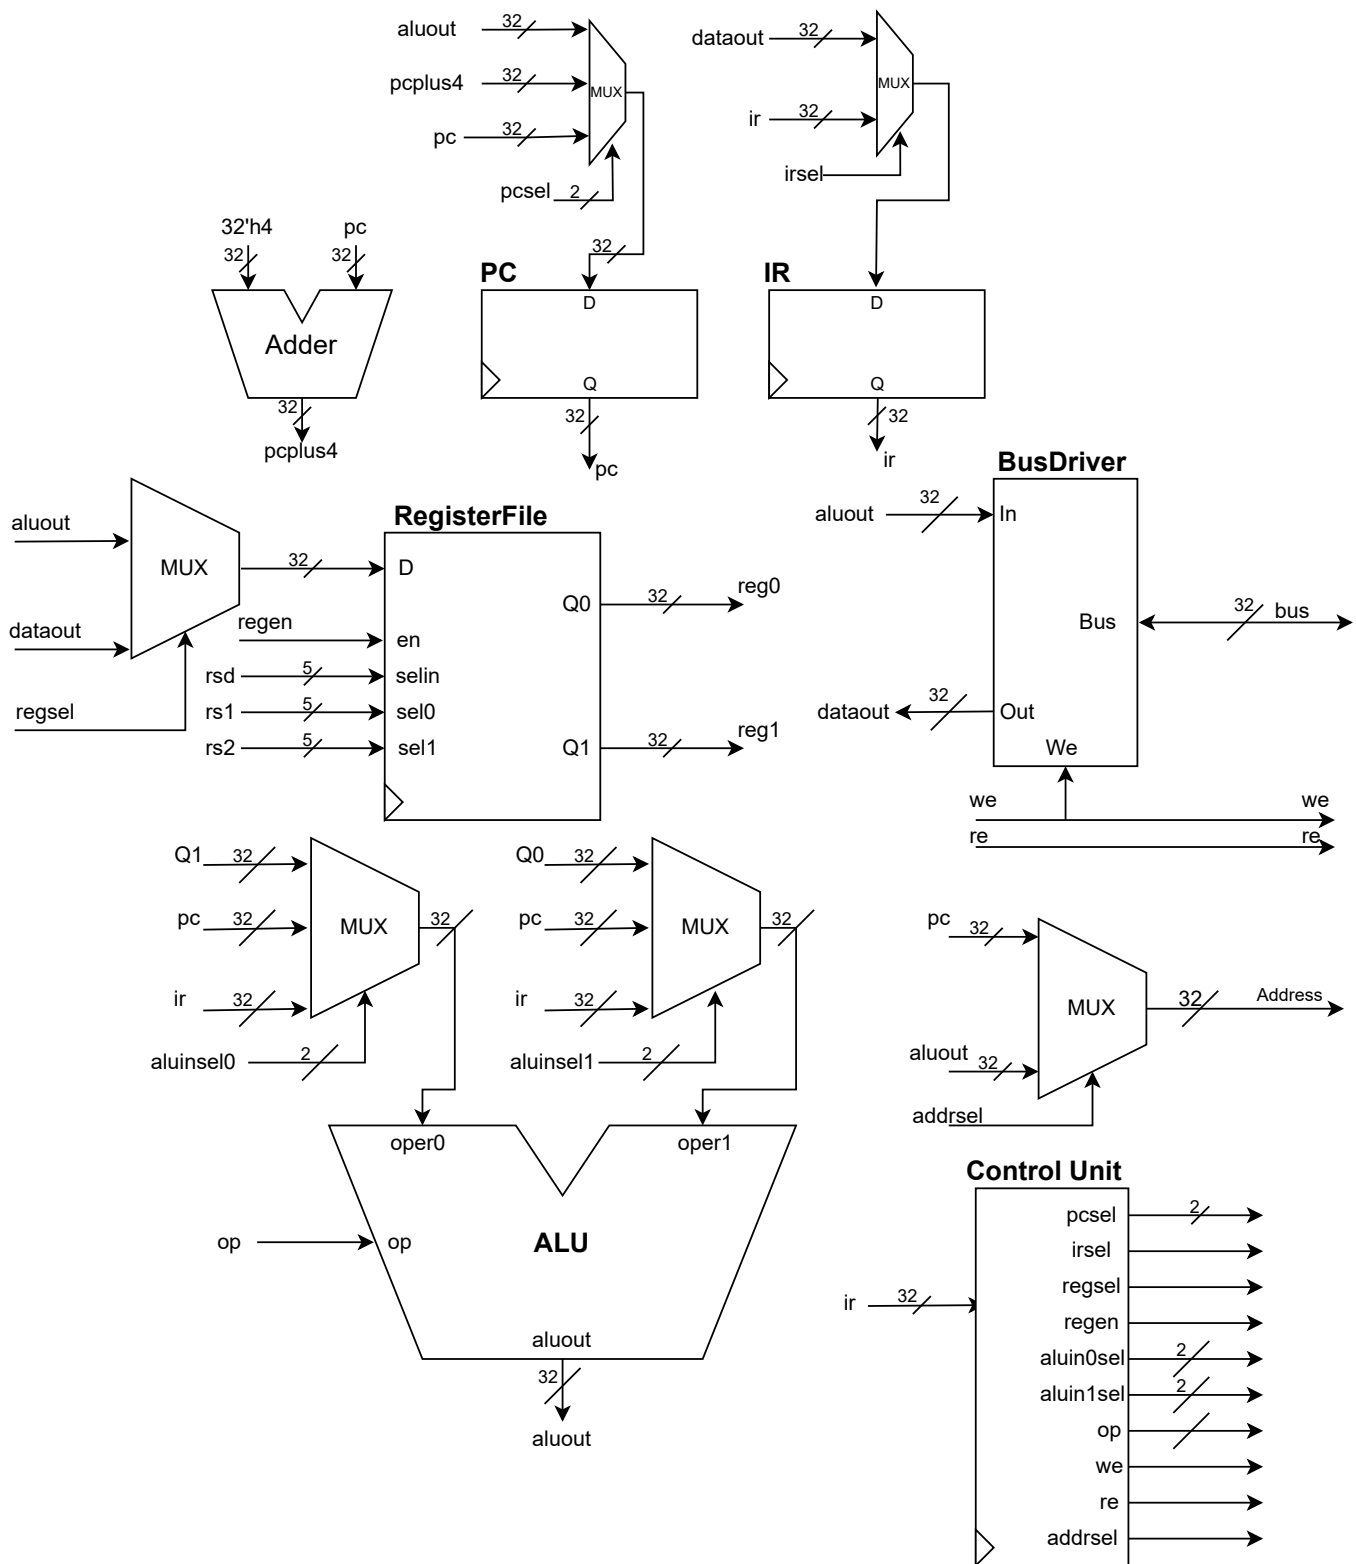 aluout
32
pcplus4
32
pc
32
MUX
pcsel
2
32
dataout
32
ir
32
MUX
irsel
32'h4
pc
32
32
Adder
32
pcplus4
PC
D
Q
32
pc
IR
D
Q
32
ir
aluout
dataout
regsel
MUX
32
RegisterFile
D
regen
en
rsd
5
selin
rs1
5
sel0
rs2
5
sel1
Q0
32
reg0
Q1
32
reg1
BusDriver
aluout
32
In
Bus
32
bus
dataout
32
Out
We
we
we
re
re
Q1
32
pc
32
ir
32
MUX
32
aluinsel0
2
Q0
32
pc
32
ir
32
MUX
32
aluinsel1
2
oper0
oper1
op
op
ALU
aluout
32
aluout
pc
32
aluout
32
MUX
32
Address
addrsel
Control Unit
ir
32
pcsel
2
irsel
regsel
regen
aluin0sel
2
aluin1sel
2
op
we
re
addrsel